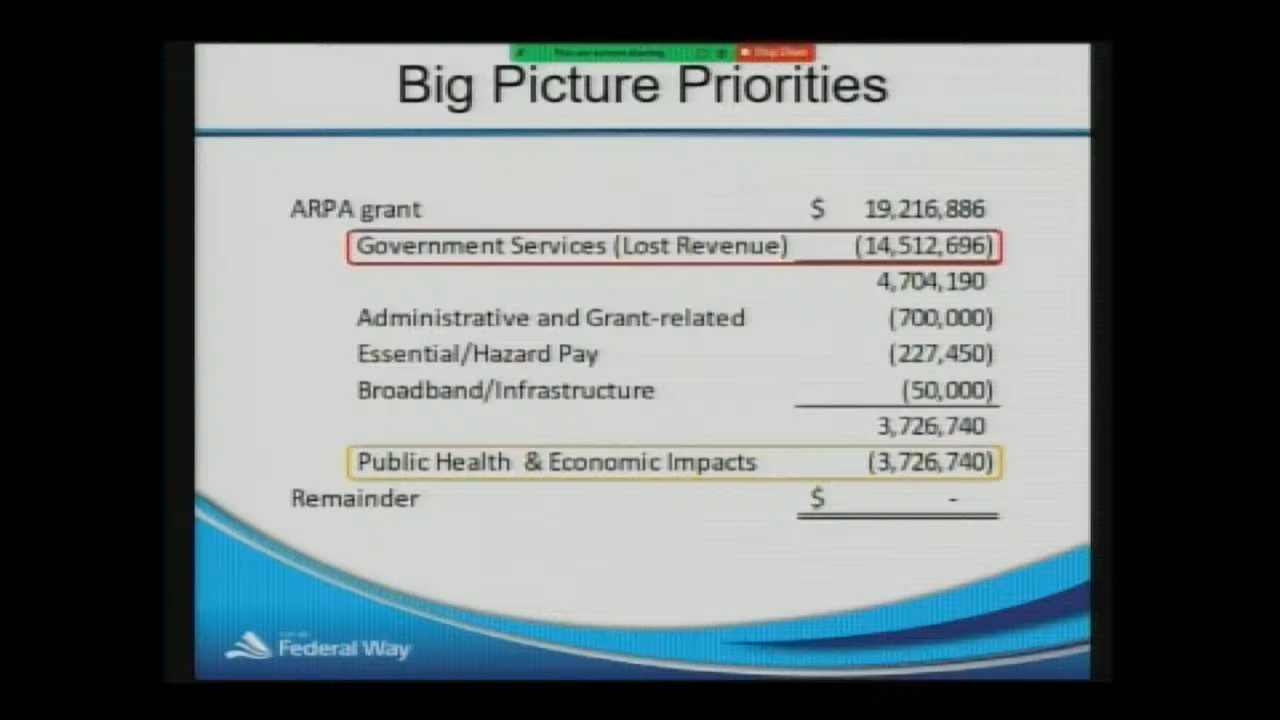 Big Picture Priorities
ARPA grant $ 19,216,886
Government Services (Lost Revenue) (14,512,696)
4,704,190
Administrative and Grant-related (700,000)
Essential/Hazard Pay (227,450)
Broadband/Infrastructure (50,000)
3,726,740
Public Health & Economic Impacts (3,726,740)
Remainder $ -
Federal Way